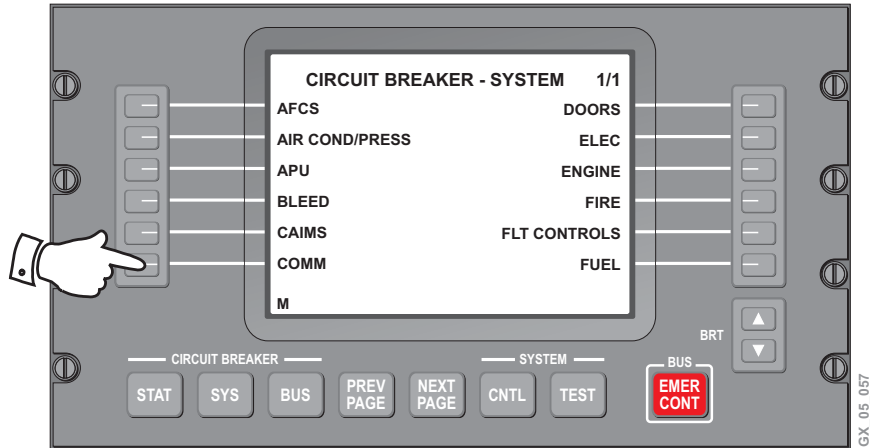 CIRCUIT BREAKER - SYSTEM 1/1
AFCS DOORS
AIR COND/PRESS ELEC
APU ENGINE
BLEED FIRE
CAIMS FLT CONTROLS
COMM FUEL
M
BRT
CIRCUIT BREAKER SYSTEM BUS
STAT SYS BUS PREV PAGE NEXT PAGE CNTL TEST EMER CONT
GX 05 057